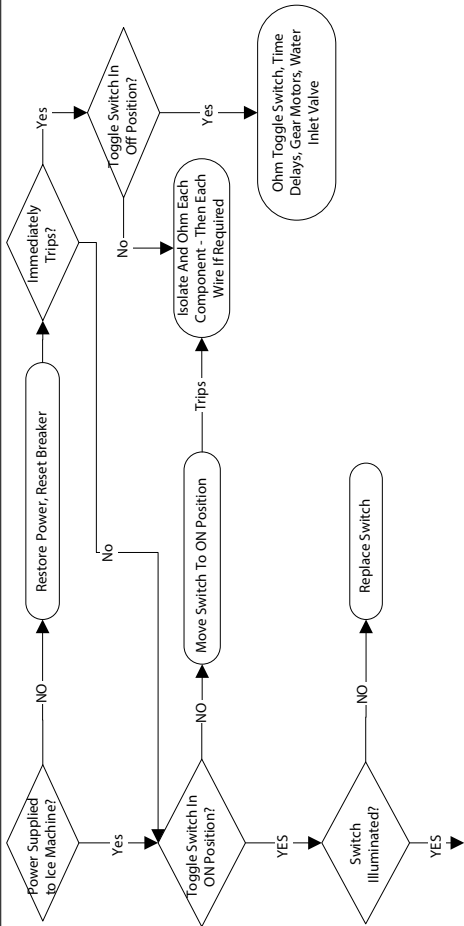 Power Supplied
to Ice Machine?
NO
Restore Power, Reset Breaker
Immediately
Trips?
Yes
Toggle Switch In
Off Position?
Yes
Ohm Toggle Switch, Time
Delays, Gear Motors, Water
Inlet Valve
No
Isolate And Ohm Each
Component - Then Each
Wire If Required
No
Yes
Toggle Switch In
ON Position?
NO
Move Switch To ON Position
Trips
YES
Switch
Illuminated?
NO
Replace Switch
YES